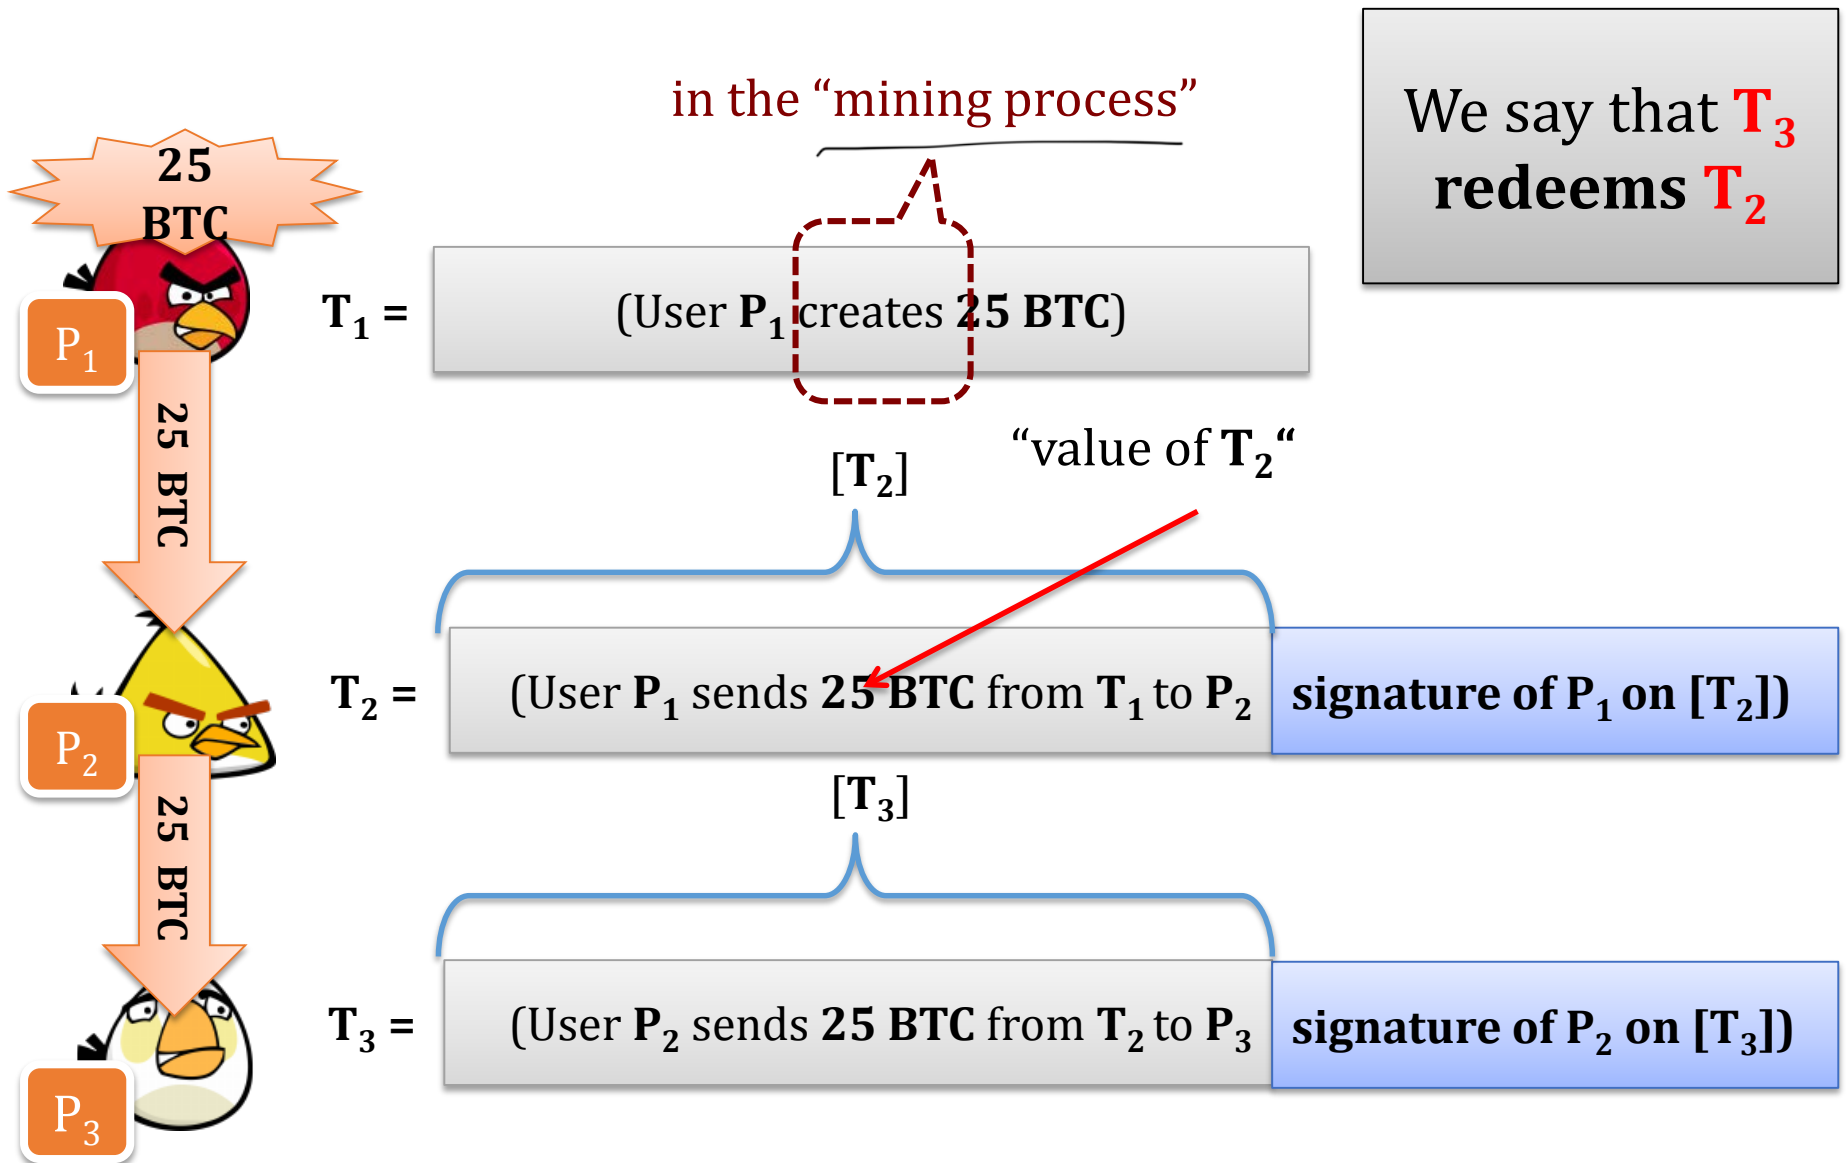 in the “mining process”
We say that T₃
redeems T₂
25
BTC
P₁
T₁ =
(User P₁ creates 25 BTC)
25 BTC
[T₂]
“value of T₂“
P₂
T₂ =
(User P₁ sends 25 BTC from T₁ to P₂ signature of P₁ on [T₂])
25 BTC
[T₃]
P₃
T₃ =
(User P₂ sends 25 BTC from T₂ to P₃ signature of P₂ on [T₃])